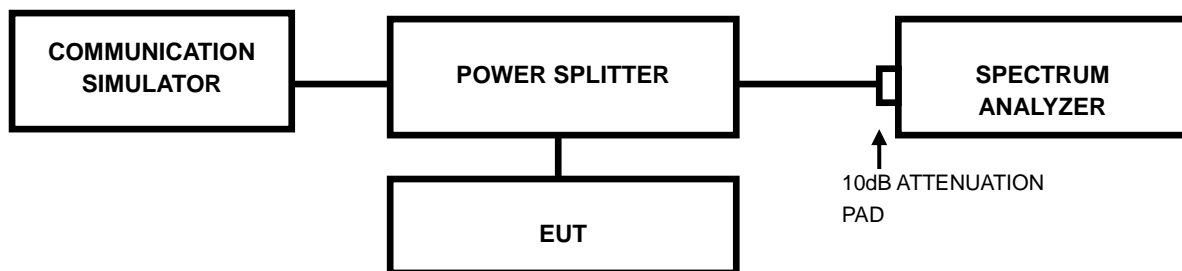 COMMUNICATION
SIMULATOR
POWER SPLITTER
SPECTRUM
ANALYZER
10dB ATTENUATION
PAD
EUT